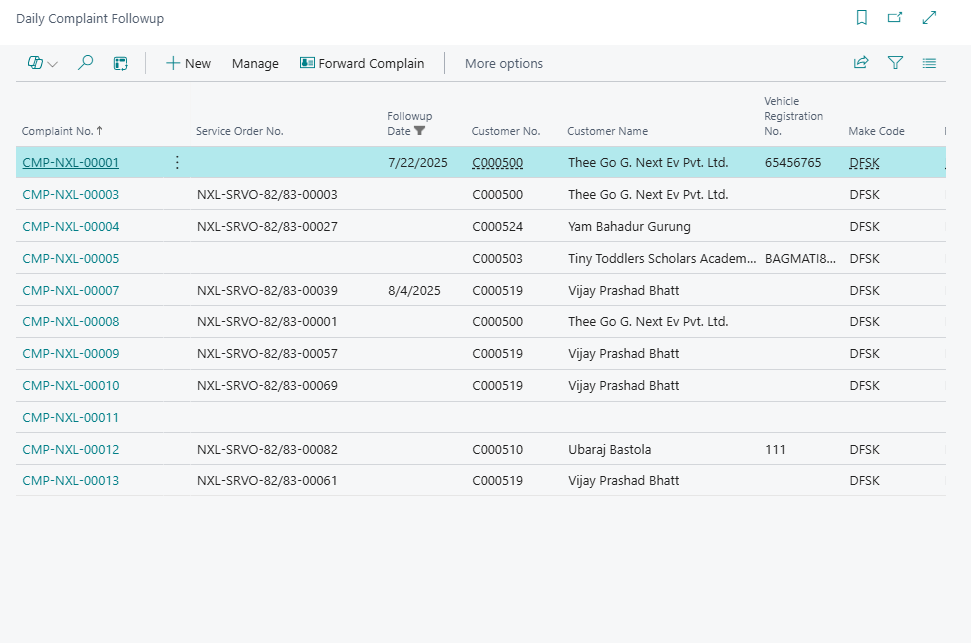 Daily Complaint Followup
New Manage Forward Complain More options
Complaint No. ↑ Service Order No. Followup Date Customer No. Customer Name Vehicle Registration No. Make Code
CMP-NXL-00001 7/22/2025 C000500 Thee Go G. Next Ev Pvt. Ltd. 65456765 DFSK
CMP-NXL-00003 NXL-SRVO-82/83-00003 C000500 Thee Go G. Next Ev Pvt. Ltd. DFSK
CMP-NXL-00004 NXL-SRVO-82/83-00027 C000524 Yam Bahadur Gurung DFSK
CMP-NXL-00005 C000503 Tiny Toddlers Scholars Academ... BAGMATI8... DFSK
CMP-NXL-00007 NXL-SRVO-82/83-00039 8/4/2025 C000519 Vijay Prashad Bhatt DFSK
CMP-NXL-00008 NXL-SRVO-82/83-00001 C000500 Thee Go G. Next Ev Pvt. Ltd. DFSK
CMP-NXL-00009 NXL-SRVO-82/83-00057 C000519 Vijay Prashad Bhatt DFSK
CMP-NXL-00010 NXL-SRVO-82/83-00069 C000519 Vijay Prashad Bhatt DFSK
CMP-NXL-00011
CMP-NXL-00012 NXL-SRVO-82/83-00082 C000510 Ubaraj Bastola 111 DFSK
CMP-NXL-00013 NXL-SRVO-82/83-00061 C000519 Vijay Prashad Bhatt DFSK